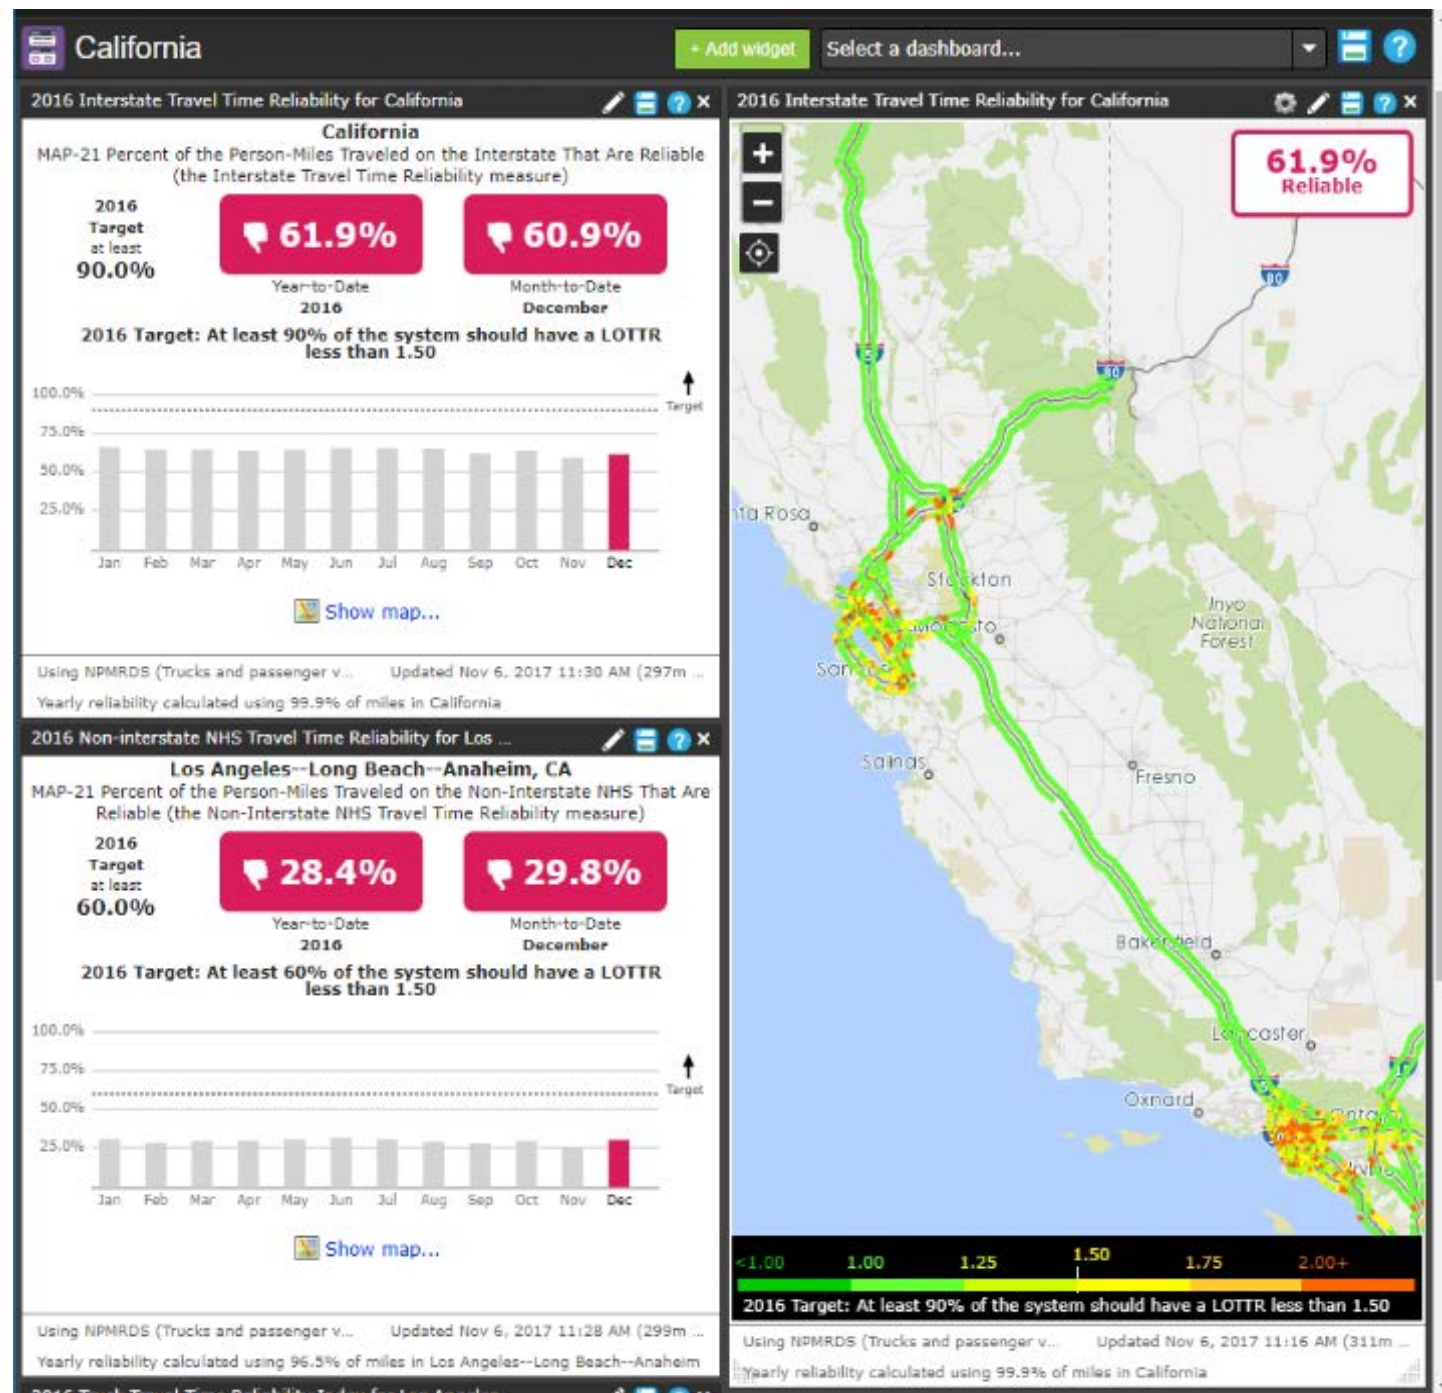 California
+ Add widget
Select a dashboard...
2016 Interstate Travel Time Reliability for California
California
MAP-21 Percent of the Person-Miles Traveled on the Interstate That Are Reliable
(the Interstate Travel Time Reliability measure)
2016
Target
at least
90.0%
61.9%
Year-to-Date
2016
60.9%
Month-to-Date
December
2016 Target: At least 90% of the system should have a LOTTR
less than 1.50
100.0%
75.0%
50.0%
25.0%
Target
Jan Feb Mar Apr May Jun Jul Aug Sep Oct Nov Dec
Show map...
Using NPMRDS (Trucks and passenger v... Updated Nov 6, 2017 11:30 AM (297m ...
Yearly reliability calculated using 99.9% of miles in California
2016 Non-interstate NHS Travel Time Reliability for Los ...
Los Angeles--Long Beach--Anaheim, CA
MAP-21 Percent of the Person-Miles Traveled on the Non-Interstate NHS That Are
Reliable (the Non-Interstate NHS Travel Time Reliability measure)
2016
Target
at least
60.0%
28.4%
Year-to-Date
2016
29.8%
Month-to-Date
December
2016 Target: At least 60% of the system should have a LOTTR
less than 1.50
100.0%
75.0%
50.0%
25.0%
Target
Jan Feb Mar Apr May Jun Jul Aug Sep Oct Nov Dec
Show map...
Using NPMRDS (Trucks and passenger v... Updated Nov 6, 2017 11:28 AM (299m ...
Yearly reliability calculated using 96.5% of miles in Los Angeles--Long Beach--Anaheim
2016 Interstate Travel Time Reliability for California
61.9%
Reliable
80
5
80
nta Rosa
Stockton
Inyo
National
Forest
Salinas
Fresno
Bakersfield
Lancaster
Oxnard
Irvine
<1.00 1.00 1.25 1.50 1.75 2.00+
2016 Target: At least 90% of the system should have a LOTTR less than 1.50
Using NPMRDS (Trucks and passenger v... Updated Nov 6, 2017 11:16 AM (311m ...
Yearly reliability calculated using 99.9% of miles in California